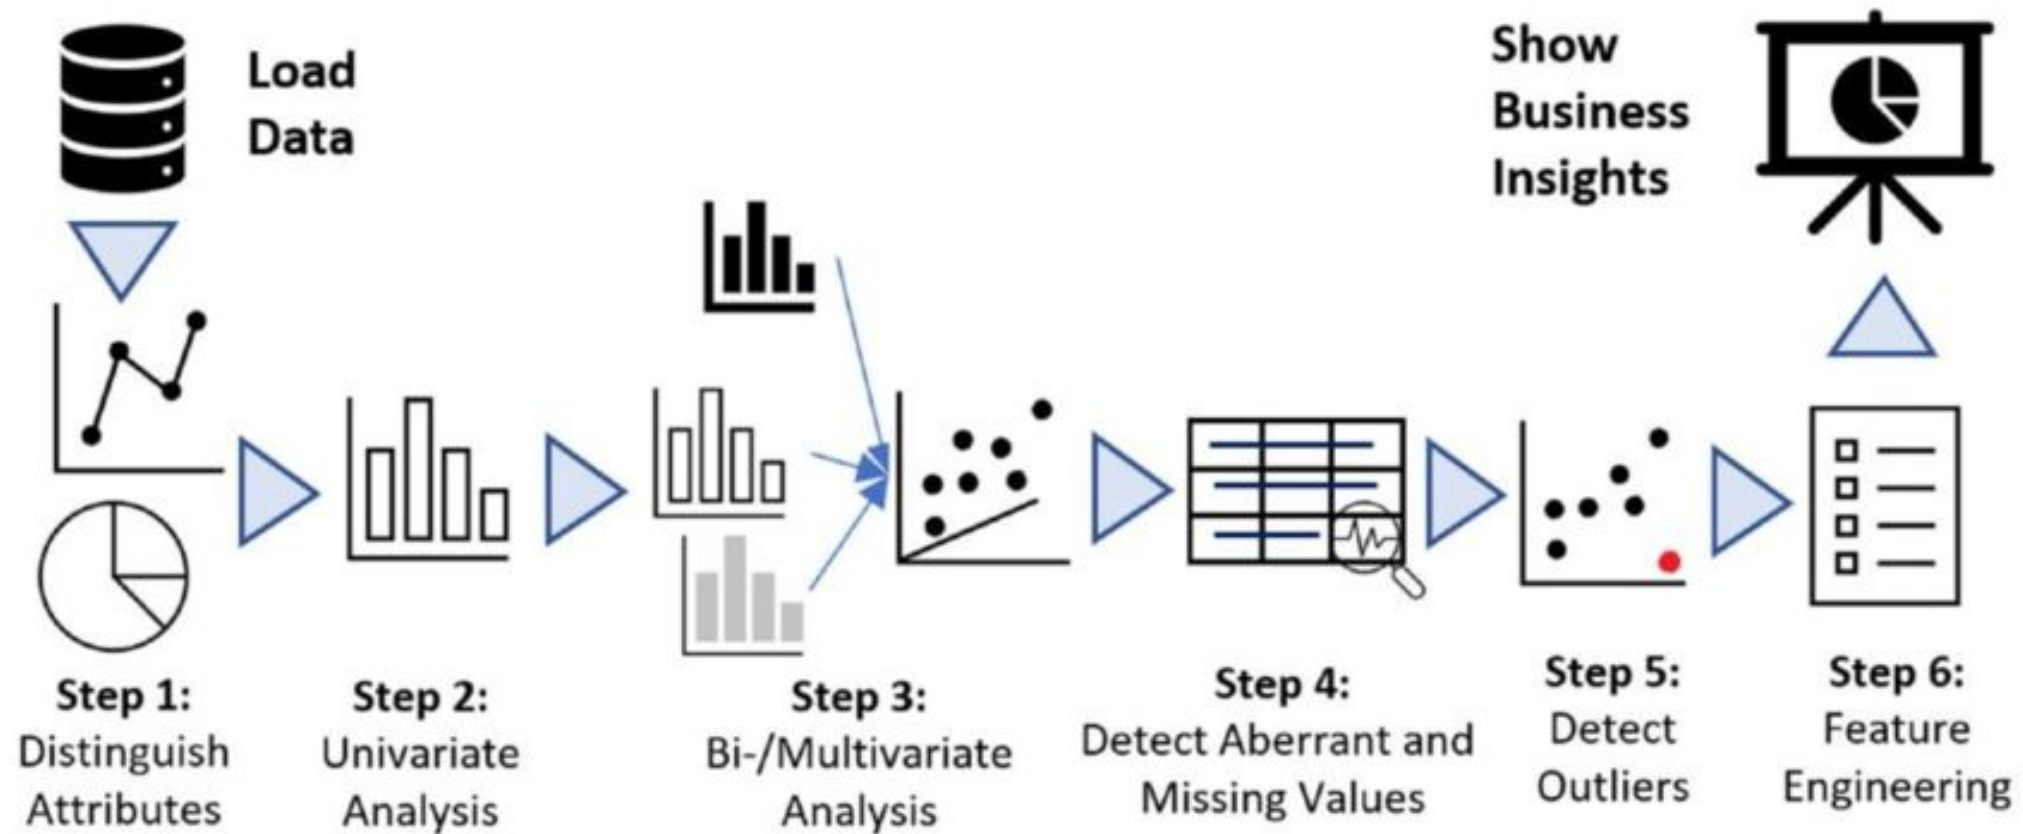 Load
Data
Show
Business
Insights
Step 1:
Distinguish
Attributes
Step 2:
Univariate
Analysis
Step 3:
Bi-/Multivariate
Analysis
Step 4:
Detect Aberrant and
Missing Values
Step 5:
Detect
Outliers
Step 6:
Feature
Engineering